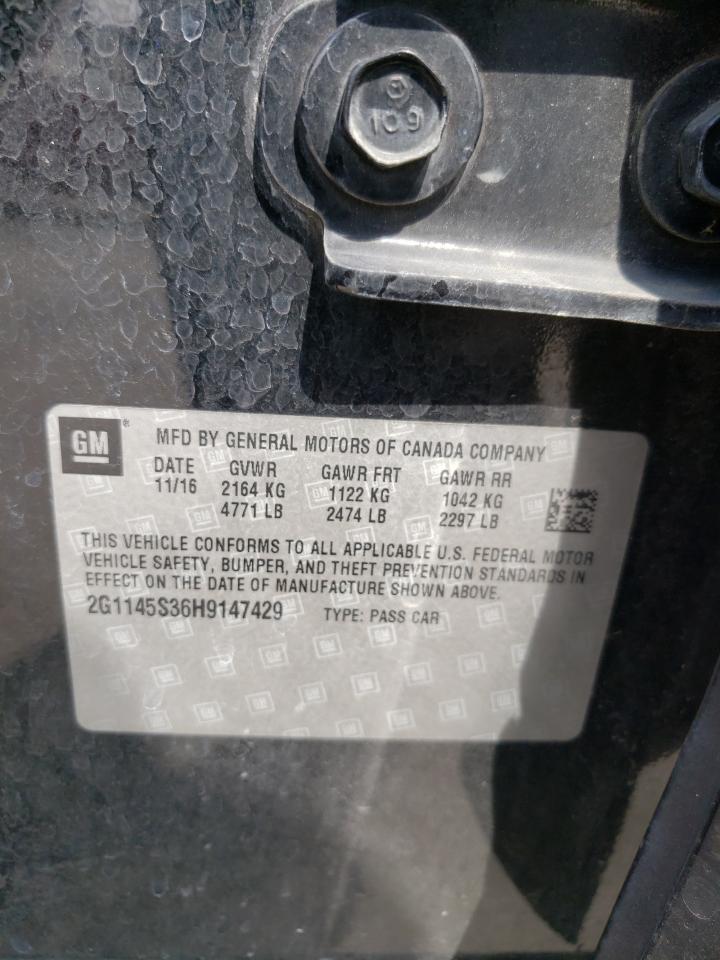 109
GM® MFD BY GENERAL MOTORS OF CANADA COMPANY
DATE GVWR GAWR FRT GAWR RR
11/16 2164 KG 1122 KG 1042 KG
4771 LB 2474 LB 2297 LB
THIS VEHICLE CONFORMS TO ALL APPLICABLE U.S. FEDERAL MOTOR
VEHICLE SAFETY, BUMPER, AND THEFT PREVENTION STANDARDS IN
EFFECT ON THE DATE OF MANUFACTURE SHOWN ABOVE.
2G1145S36H9147429 TYPE: PASS CAR